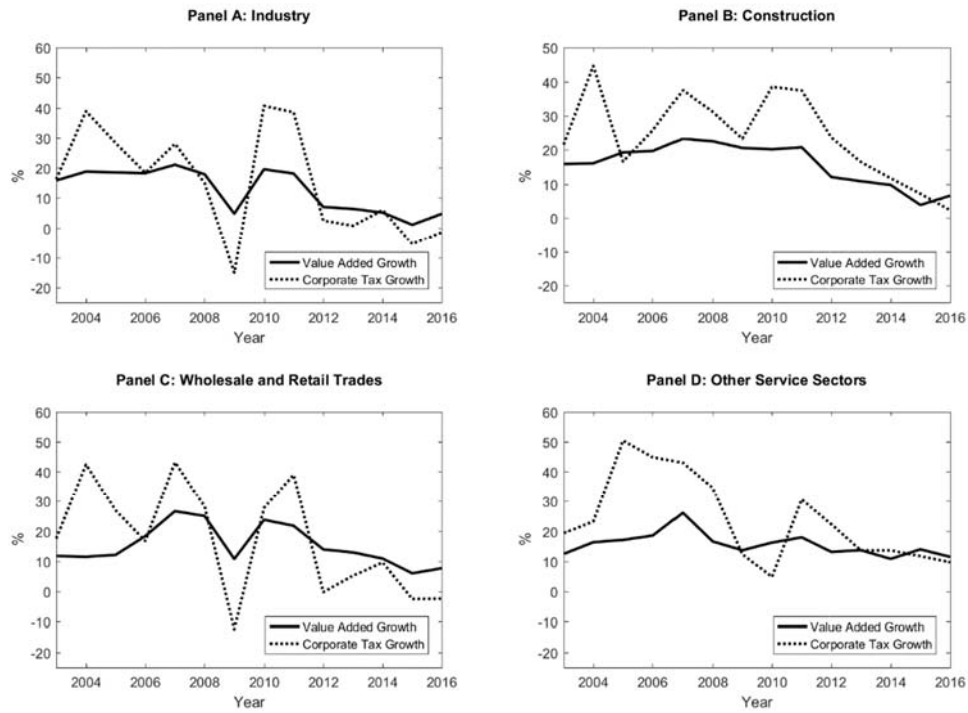 Panel A: Industry
60
50
40
30
20
10
0
-10
-20
%
2004 2006 2008 2010 2012 2014 2016
Year
Value Added Growth
Corporate Tax Growth
Panel B: Construction
50
40
30
20
10
0
-10
-20
%
2004 2006 2008 2010 2012 2014 2016
Year
Value Added Growth
Corporate Tax Growth
Panel C: Wholesale and Retail Trades
60
50
40
30
20
10
0
-10
-20
%
2004 2006 2008 2010 2012 2014 2016
Year
Value Added Growth
Corporate Tax Growth
Panel D: Other Service Sectors
60
50
40
30
20
10
0
-10
-20
%
2004 2006 2008 2010 2012 2014 2016
Year
Value Added Growth
Corporate Tax Growth